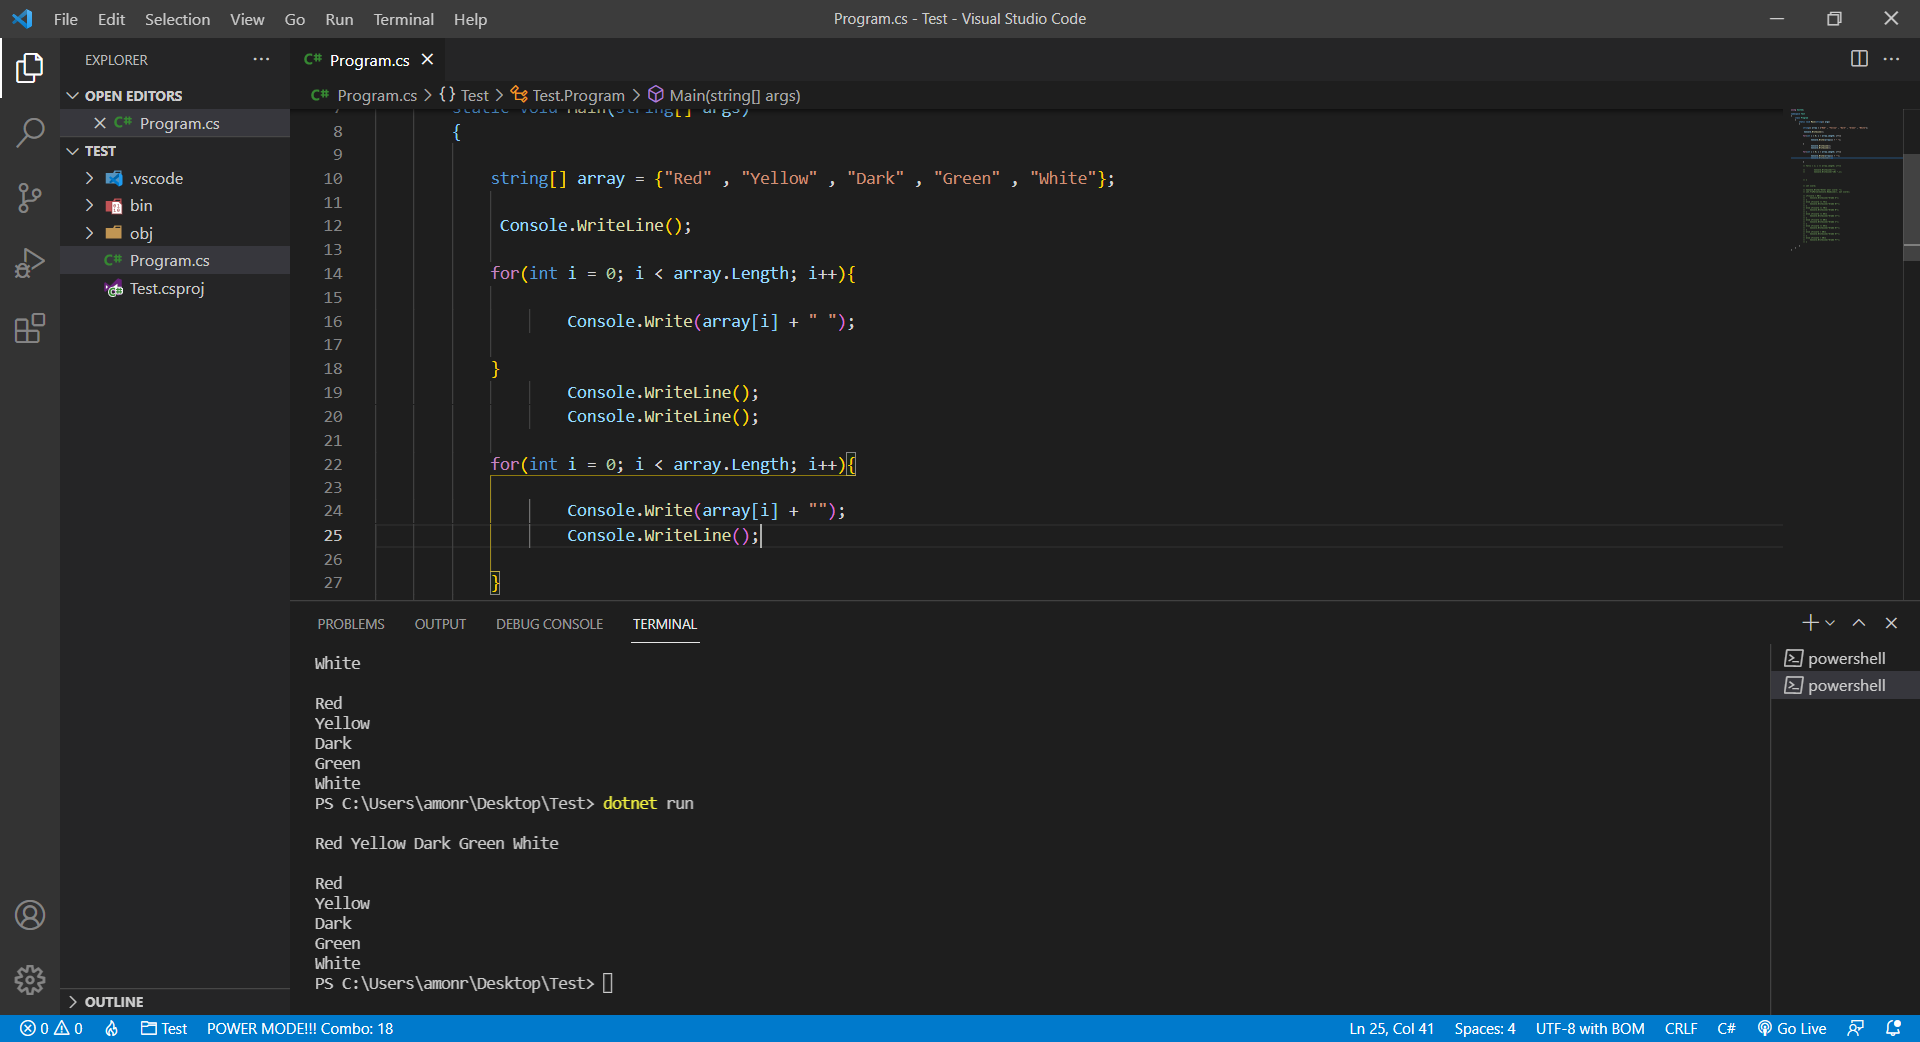 File Edit Selection View Go Run Terminal Help
Program.cs - Test - Visual Studio Code
EXPLORER
OPEN EDITORS
C# Program.cs
TEST
.vscode
bin
obj
C# Program.cs
Test.csproj
OUTLINE
C# Program.cs
C# Program.cs > {} Test > Test.Program > Main(string[] args)
7 static void Main(string[] args)
8 {
9
10 string[] array = {"Red" , "Yellow" , "Dark" , "Green" , "White"};
11
12 Console.WriteLine();
13
14 for(int i = 0; i < array.Length; i++){
15
16 Console.Write(array[i] + " ");
17
18 }
19 Console.WriteLine();
20 Console.WriteLine();
21
22 for(int i = 0; i < array.Length; i++){
23
24 Console.Write(array[i] + "");
25 Console.WriteLine();
26
27 }
PROBLEMS OUTPUT DEBUG CONSOLE TERMINAL
White
Red
Yellow
Dark
Green
White
PS C:\Users\amonr\Desktop\Test> dotnet run
Red Yellow Dark Green White
Red
Yellow
Dark
Green
White
PS C:\Users\amonr\Desktop\Test>
powershell
powershell
0 0 Test POWER MODE!!! Combo: 18
Ln 25, Col 41 Spaces: 4 UTF-8 with BOM CRLF C# Go Live